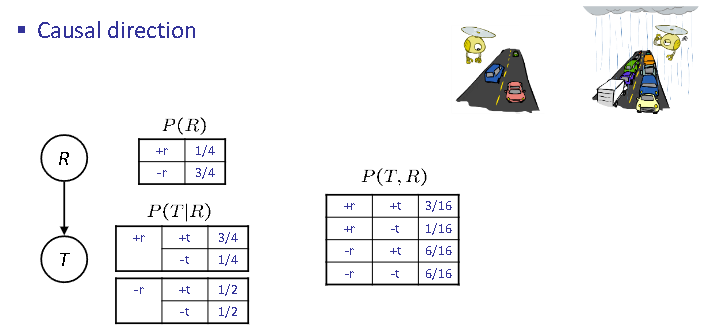 ▪ Causal direction
P(R)
+r 1/4
-r 3/4
R
P(T|R)
+r +t 3/4
-t 1/4
-r +t 1/2
-t 1/2
T
P(T, R)
+r +t 3/16
+r -t 1/16
-r +t 6/16
-r -t 6/16